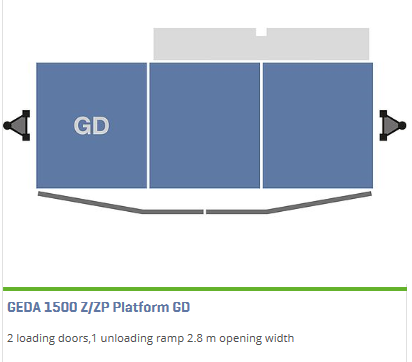 GD
GEDA 1500 Z/ZP Platform GD
2 loading doors,1 unloading ramp 2.8 m opening width